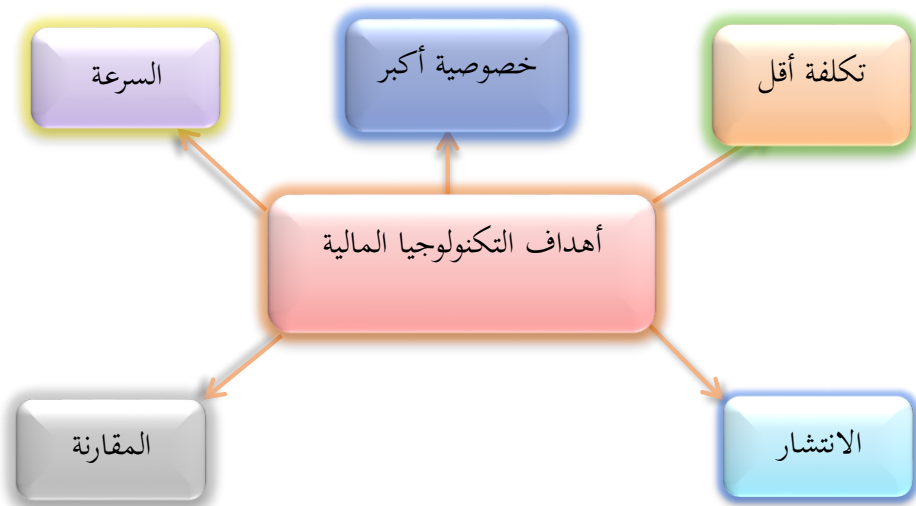 تكلفة أقل
خصوصية أكبر
السرعة
أهداف التكنولوجيا المالية
الانتشار
المقارنة